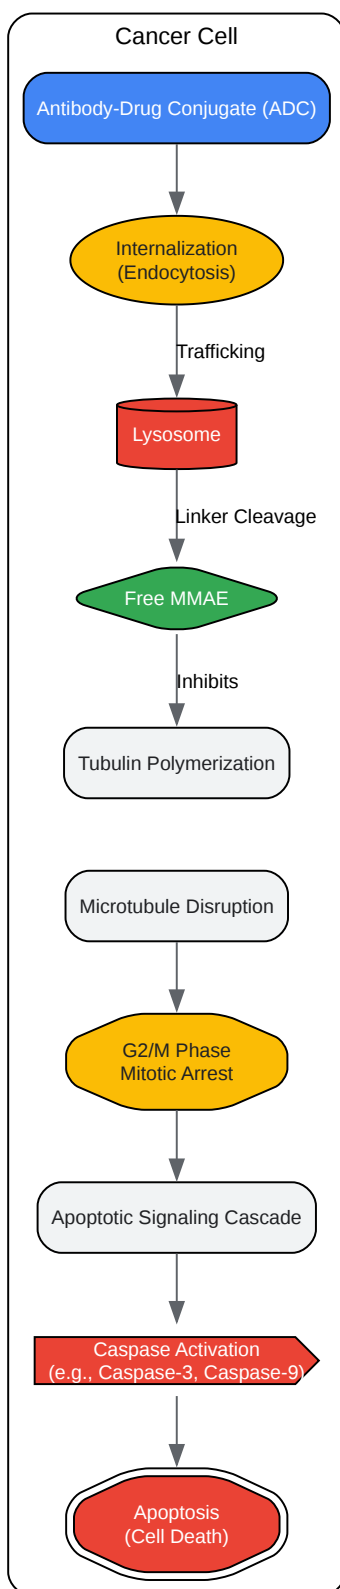 Cancer Cell
Antibody-Drug Conjugate (ADC)
Internalization
(Endocytosis)
Trafficking
Lysosome
Linker Cleavage
Free MMAE
Inhibits
Tubulin Polymerization
Microtubule Disruption
G2/M Phase
Mitotic Arrest
Apoptotic Signaling Cascade
Caspase Activation
(e.g., Caspase-3, Caspase-9)
Apoptosis
(Cell Death)